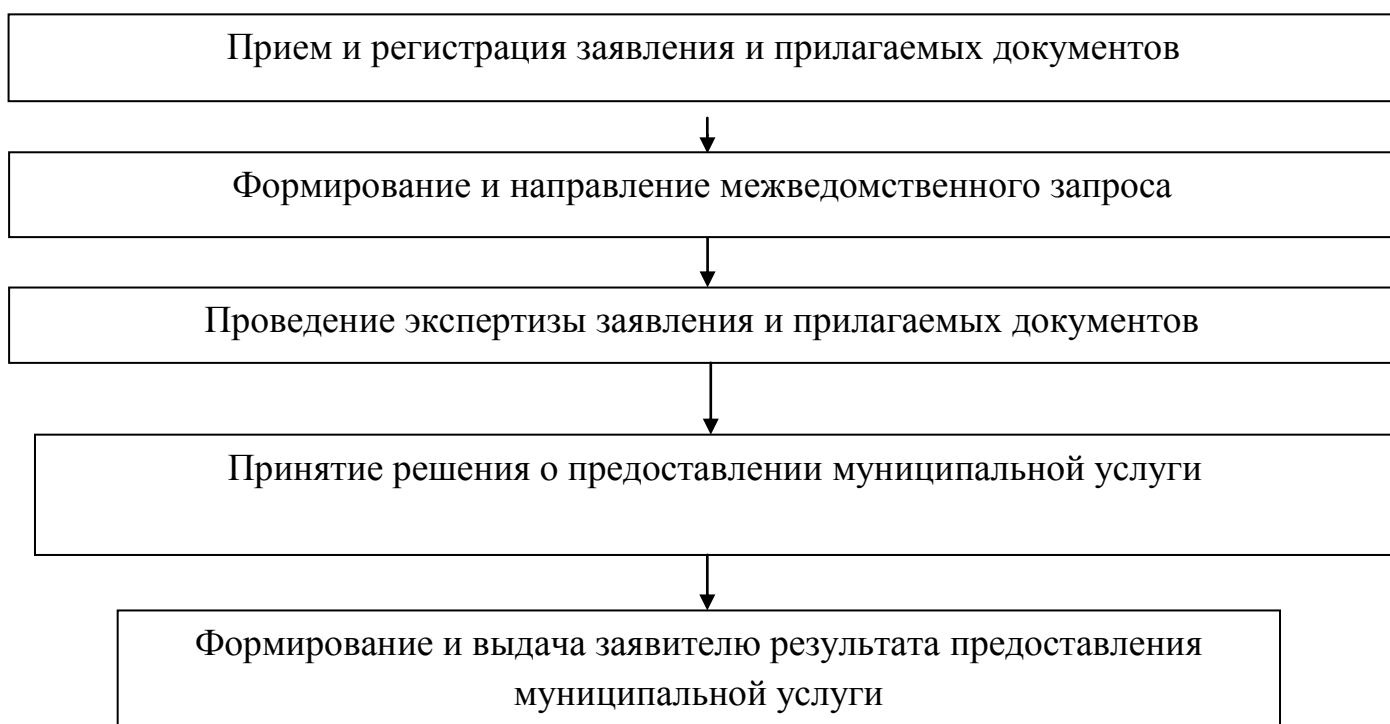 Прием и регистрация заявления и прилагаемых документов
Формирование и направление межведомственного запроса
Проведение экспертизы заявления и прилагаемых документов
Принятие решения о предоставлении муниципальной услуги
Формирование и выдача заявителю результата предоставления
муниципальной услуги